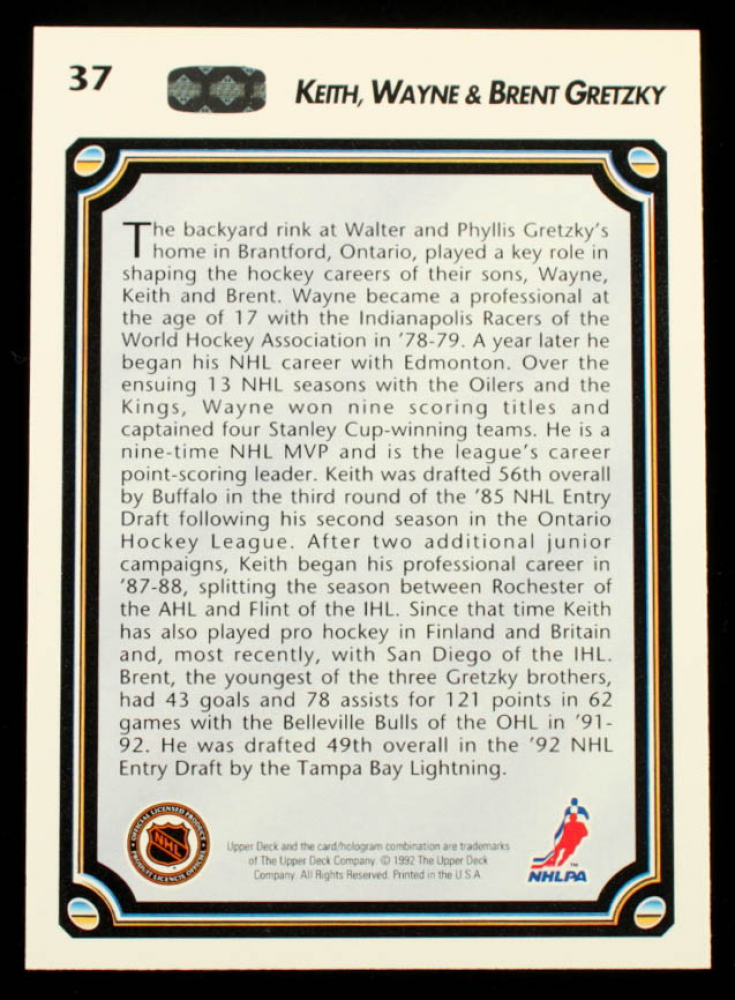 37
KEITH, WAYNE & BRENT GRETZKY
The backyard rink at Walter and Phyllis Gretzky's
home in Brantford, Ontario, played a key role in
shaping the hockey careers of their sons, Wayne,
Keith and Brent. Wayne became a professional at
the age of 17 with the Indianapolis Racers of the
World Hockey Association in '78-79. A year later he
began his NHL career with Edmonton. Over the
ensuing 13 NHL seasons with the Oilers and the
Kings, Wayne won nine scoring titles and
captained four Stanley Cup-winning teams. He is a
nine-time NHL MVP and is the league's career
point-scoring leader. Keith was drafted 56th overall
by Buffalo in the third round of the '85 NHL Entry
Draft following his second season in the Ontario
Hockey League. After two additional junior
campaigns, Keith began his professional career in
'87-88, splitting the season between Rochester of
the AHL and Flint of the IHL. Since that time Keith
has also played pro hockey in Finland and Britain
and, most recently, with San Diego of the IHL.
Brent, the youngest of the three Gretzky brothers,
had 43 goals and 78 assists for 121 points in 62
games with the Belleville Bulls of the OHL in '91-
92. He was drafted 49th overall in the '92 NHL
Entry Draft by the Tampa Bay Lightning.
OFFICIAL LICENSED PRODUCT
NHL
PRODUIT LICENCIÉ OFFICIEL
Upper Deck and the card/hologram combination are trademarks
of The Upper Deck Company. © 1992 The Upper Deck
Company. All Rights Reserved. Printed in the U.S.A.
™
NHLPA